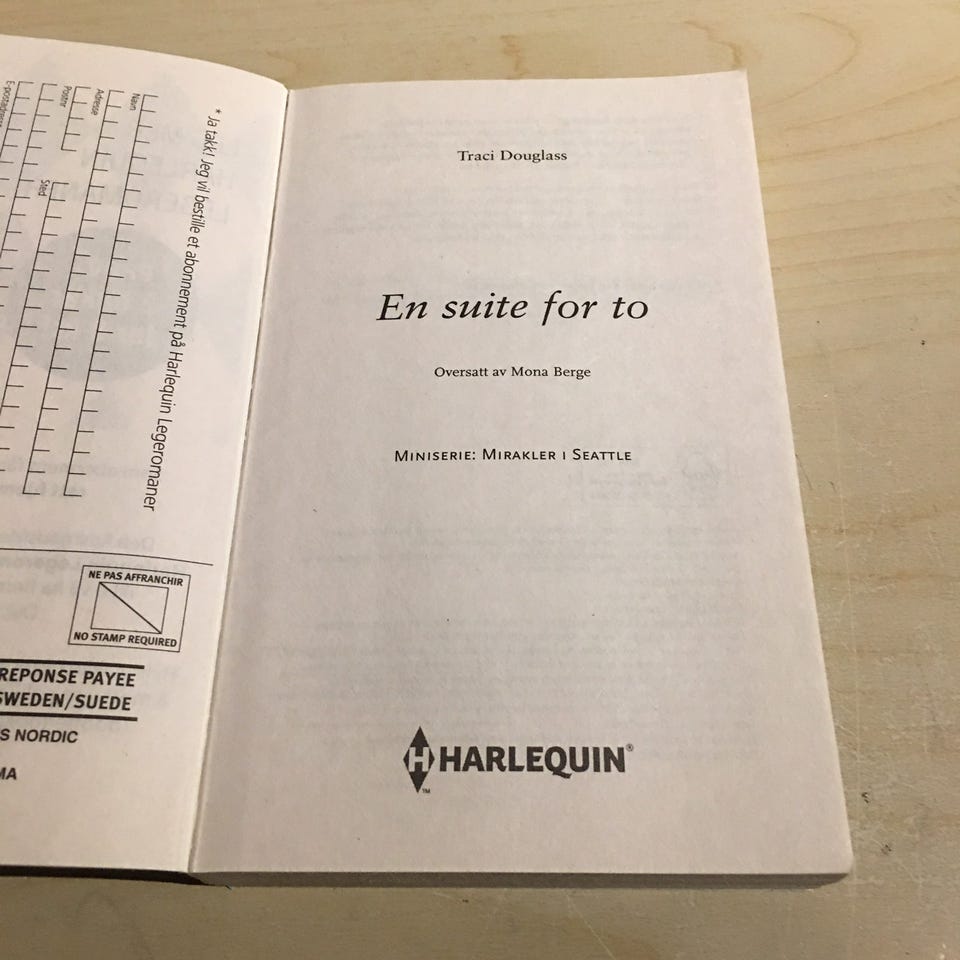 E-postadresse
Sted
Postnr
Adresse
Navn
* Ja takk! Jeg vil bestille et abonnement på Harlequin Legeromaner
NE PAS AFFRANCHIR
NO STAMP REQUIRED
REPONSE PAYEE
SWEDEN/SUEDE
S NORDIC
MA
Traci Douglass
En suite for to
Oversatt av Mona Berge
Miniserie: Mirakler i Seattle
H HARLEQUIN®
™